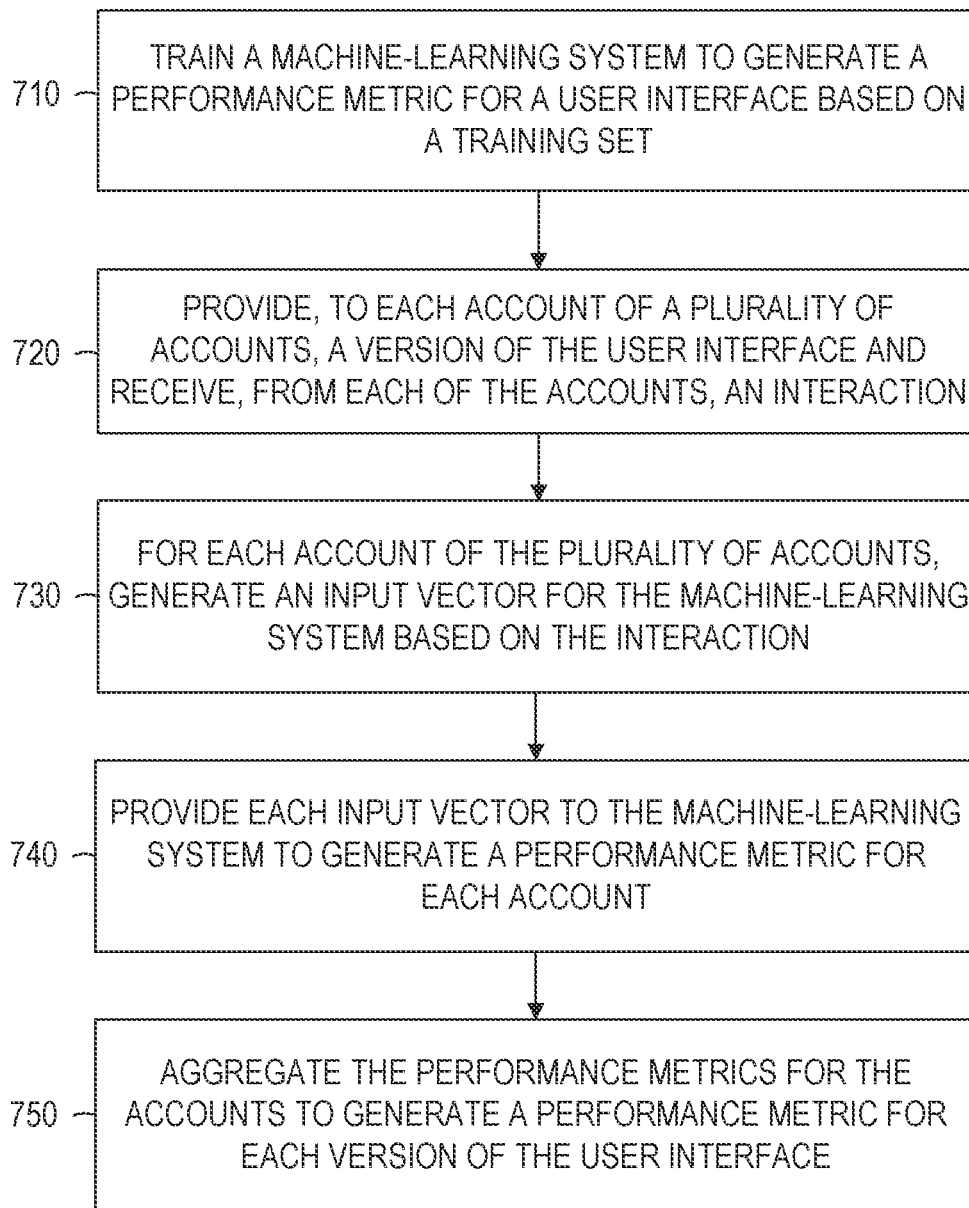 710
TRAIN A MACHINE-LEARNING SYSTEM TO GENERATE A
PERFORMANCE METRIC FOR A USER INTERFACE BASED ON
A TRAINING SET
720
PROVIDE, TO EACH ACCOUNT OF A PLURALITY OF
ACCOUNTS, A VERSION OF THE USER INTERFACE AND
RECEIVE, FROM EACH OF THE ACCOUNTS, AN INTERACTION
730
FOR EACH ACCOUNT OF THE PLURALITY OF ACCOUNTS,
GENERATE AN INPUT VECTOR FOR THE MACHINE-LEARNING
SYSTEM BASED ON THE INTERACTION
740
PROVIDE EACH INPUT VECTOR TO THE MACHINE-LEARNING
SYSTEM TO GENERATE A PERFORMANCE METRIC FOR
EACH ACCOUNT
750
AGGREGATE THE PERFORMANCE METRICS FOR THE
ACCOUNTS TO GENERATE A PERFORMANCE METRIC FOR
EACH VERSION OF THE USER INTERFACE